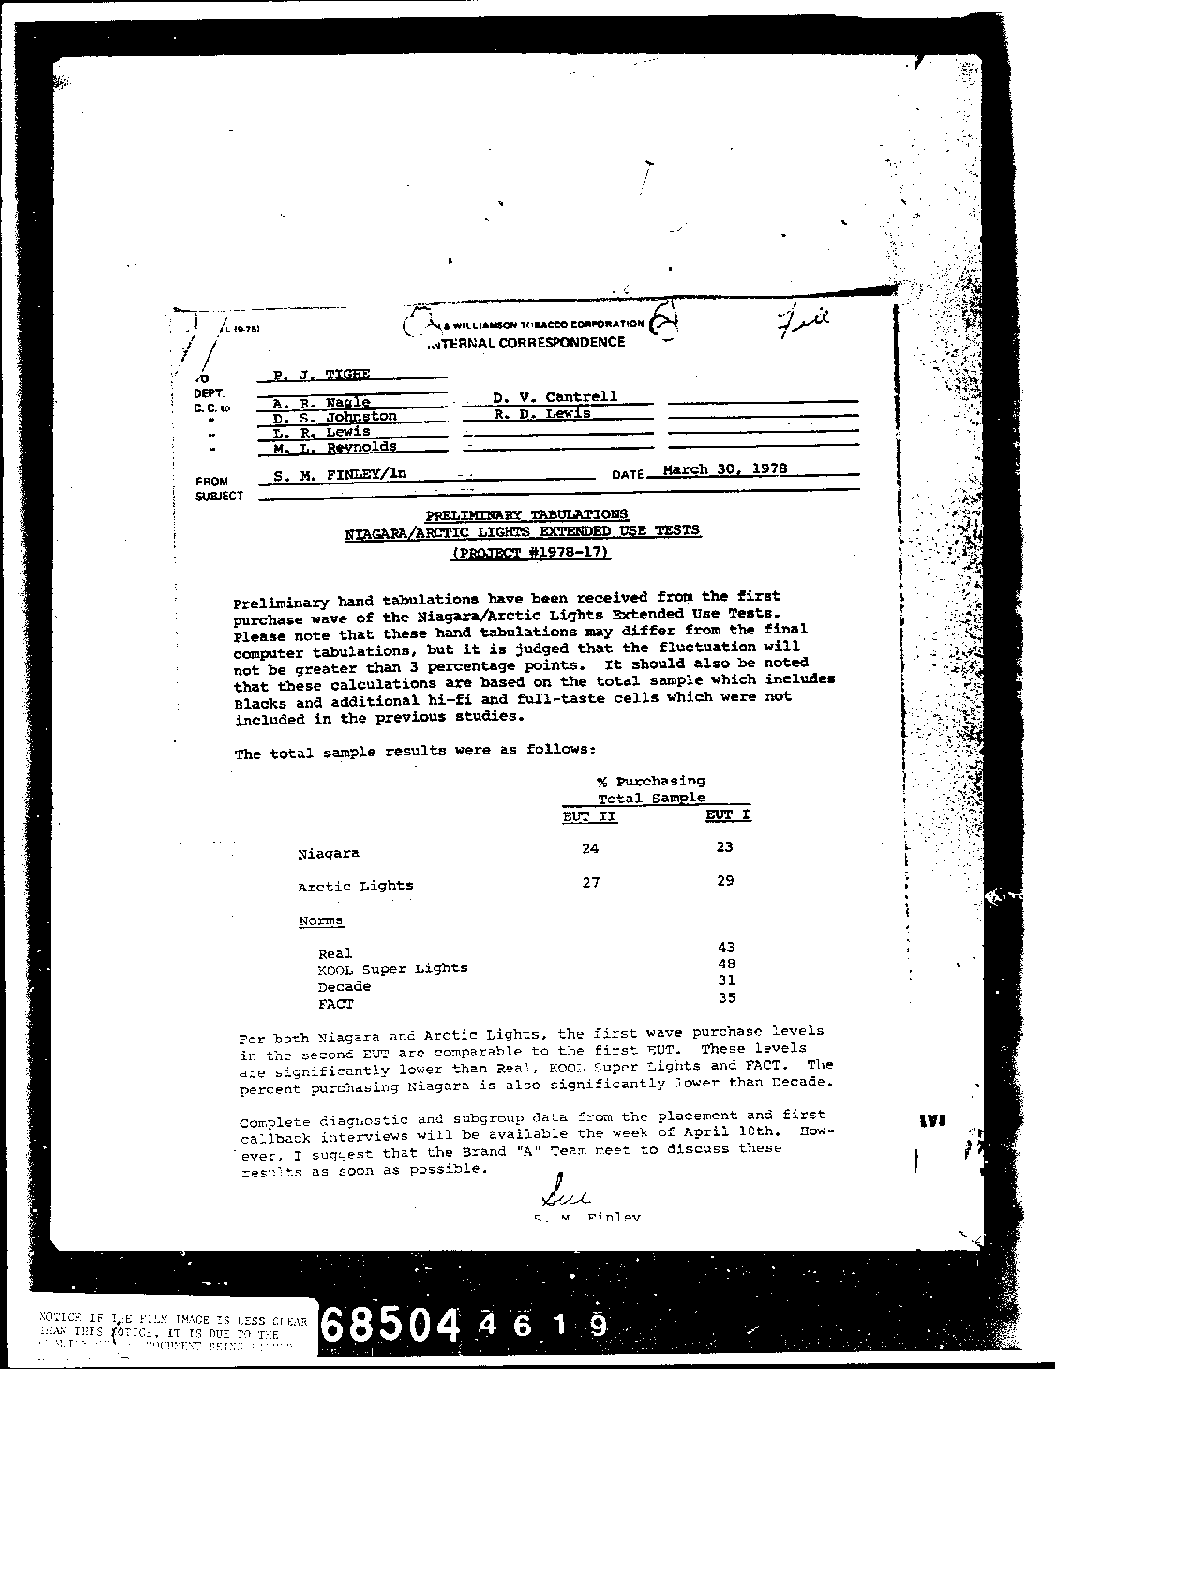 File
& WILLIAMSON TOBACCO CORPORATION
INTERNAL CORRESPONDENCE
TO P. J. TIGHE
DEPT.
C. C. to A. R. Nagle D. V. Cantrell
" D. S. Johnston R. D. Lewis
" L. R. Lewis
" M. L. Reynolds
FROM S. M. FINLEY/ln DATE March 30, 1978
SUBJECT
PRELIMINARY TABULATIONS
NIAGARA/ARCTIC LIGHTS EXTENDED USE TESTS
(PROJECT #1978-17)
Preliminary hand tabulations have been received from the first
purchase wave of the Niagara/Arctic Lights Extended Use Tests.
Please note that these hand tabulations may differ from the final
computer tabulations, but it is judged that the fluctuation will
not be greater than 3 percentage points. It should also be noted
that these calculations are based on the total sample which includes
Blacks and additional hi-fi and full-taste cells which were not
included in the previous studies.
The total sample results were as follows:
% Purchasing
Total Sample
EUT II EUT I
Niagara 24 23
Arctic Lights 27 29
Norms
Real 43
KOOL Super Lights 48
Decade 31
FACT 35
For both Niagara and Arctic Lights, the first wave purchase levels
in the second EUT are comparable to the first EUT. These levels
are significantly lower than Real, KOOL Super Lights and FACT. The
percent purchasing Niagara is also significantly lower than Decade.
Complete diagnostic and subgroup data from the placement and first
callback interviews will be available the week of April 10th. How-
ever, I suggest that the Brand "A" Team meet to discuss these
results as soon as possible.
Sue
S. M. Finley
NOTICE IF THE FILM IMAGE IS LESS CLEAR
THAN THIS NOTICE, IT IS DUE TO THE
DOCUMENT BEING
68504 4619